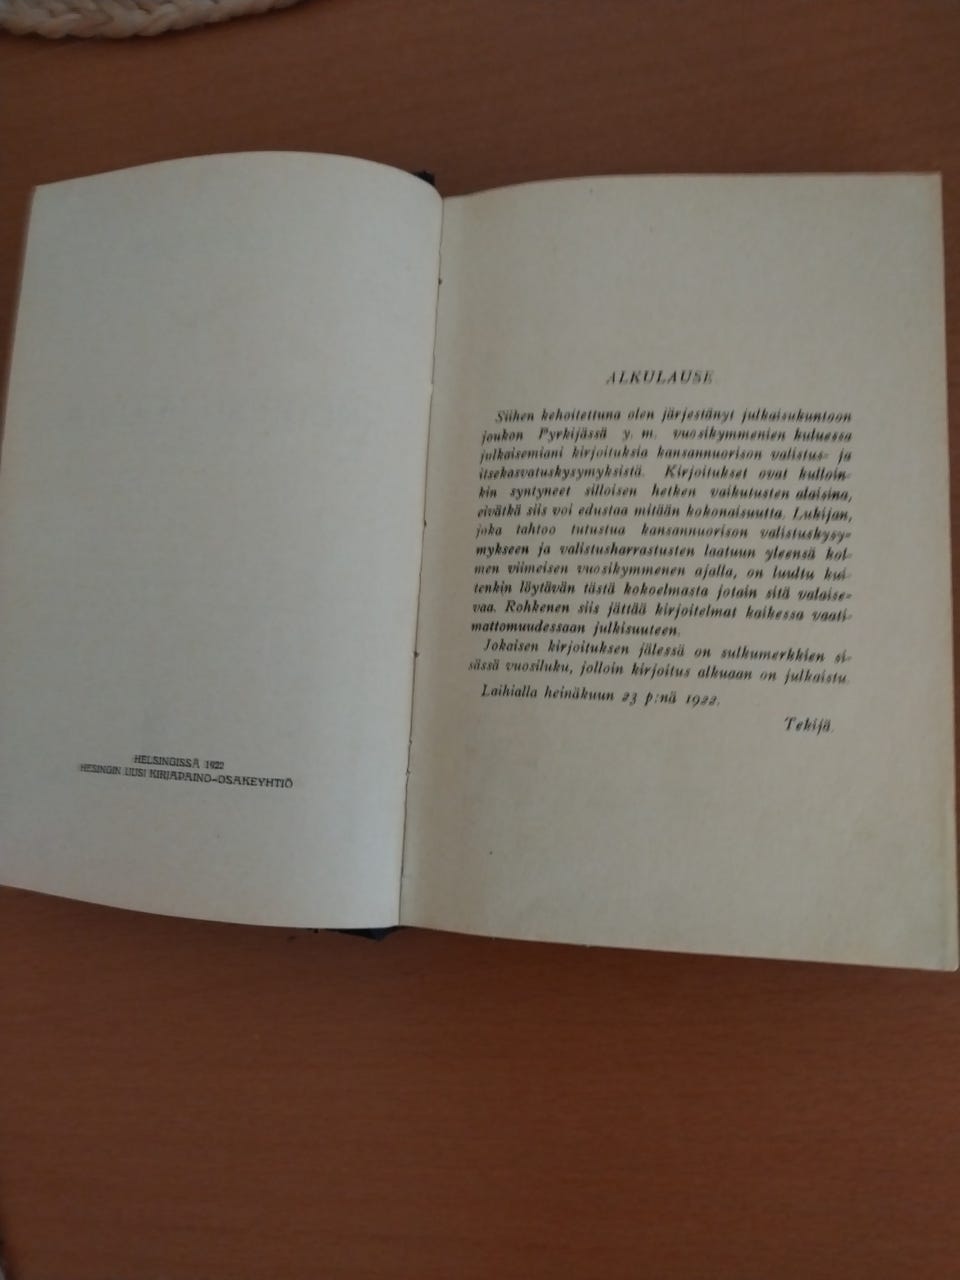 HELSINGISSÄ 1922
HESINGIN UUSI KIRJAPAINO-OSAKEYHTIÖ
ALKULAUSE
Siihen kehoitettuna olen järjestänyt julkaisukuntoon
joukon Pyrkijässä y. m. vuosikymmenien kuluessa
julkaisemiani kirjoituksia kansannuorison valistus- ja
itsekasvatuskysymyksistä. Kirjoitukset ovat kulloin-
kin syntyneet silloisen hetken vaikutusten alaisina,
eivätkä siis voi edustaa mitään kokonaisuutta. Lukijan,
joka tahtoo tutustua kansannuorison valistuskysy-
mykseen ja valistusharrastusten laatuun yleensä kol-
men viimeisen vuosikymmenen ajalla, on luultu kui-
tenkin löytävän tästä kokoelmasta jotain sitä valaise-
vaa. Rohkenen siis jättää kirjoitelmat kaikessa vaati-
mattomuudessaan julkisuuteen.
Jokaisen kirjoituksen jälessä on sulkumerkkien si-
sässä vuosiluku, jolloin kirjoitus alkuaan on julkaistu.
Laihialla heinäkuun 23 p:nä 1922.
Tekijä.